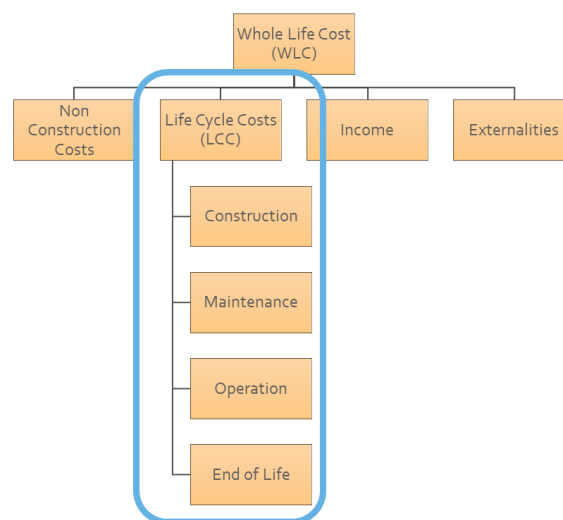 Whole Life Cost
(WLC)
Non
Construction
Costs
Life Cycle Costs
(LCC)
Income
Externalities
Construction
Maintenance
Operation
End of Life